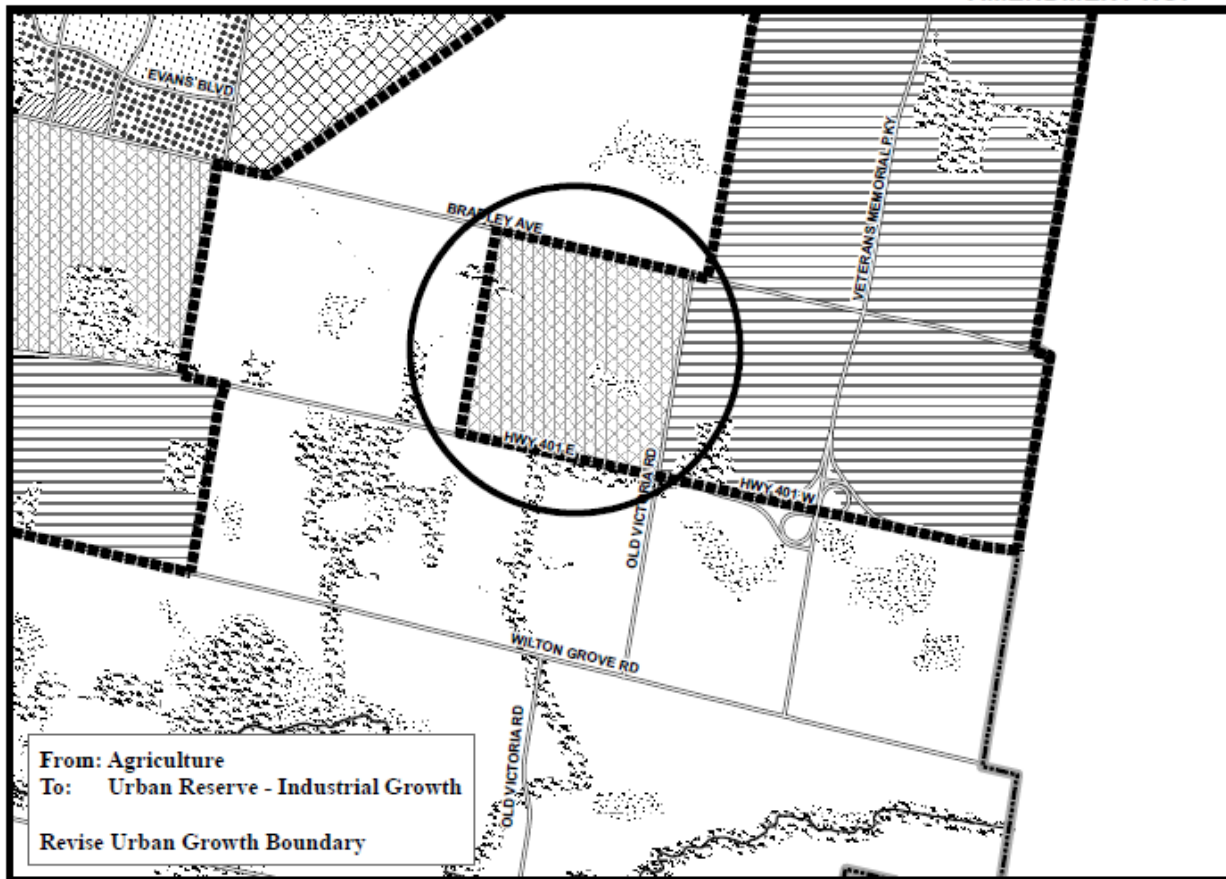 EVANS BLVD
BRADLEY AVE
VETERANS MEMORIAL PKY
HWY 401 E
HWY 401 W
OLD VICTORIA RD
WILTON GROVE RD
OLD VICTORIA RD
From: Agriculture
To: Urban Reserve - Industrial Growth
Revise Urban Growth Boundary